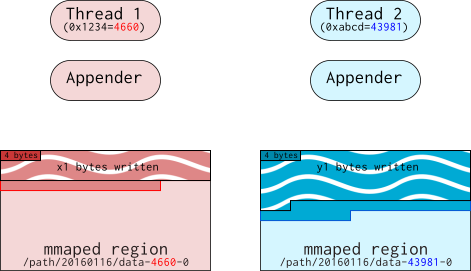 Thread 1
(0x1234=4660)
Thread 2
(0xabcd=43981)
Appender
Appender
4 bytes
x1 bytes written
4 bytes
y1 bytes written
mmaped region
/path/20160116/data-4660-0
mmaped region
/path/20160116/data-43981-0